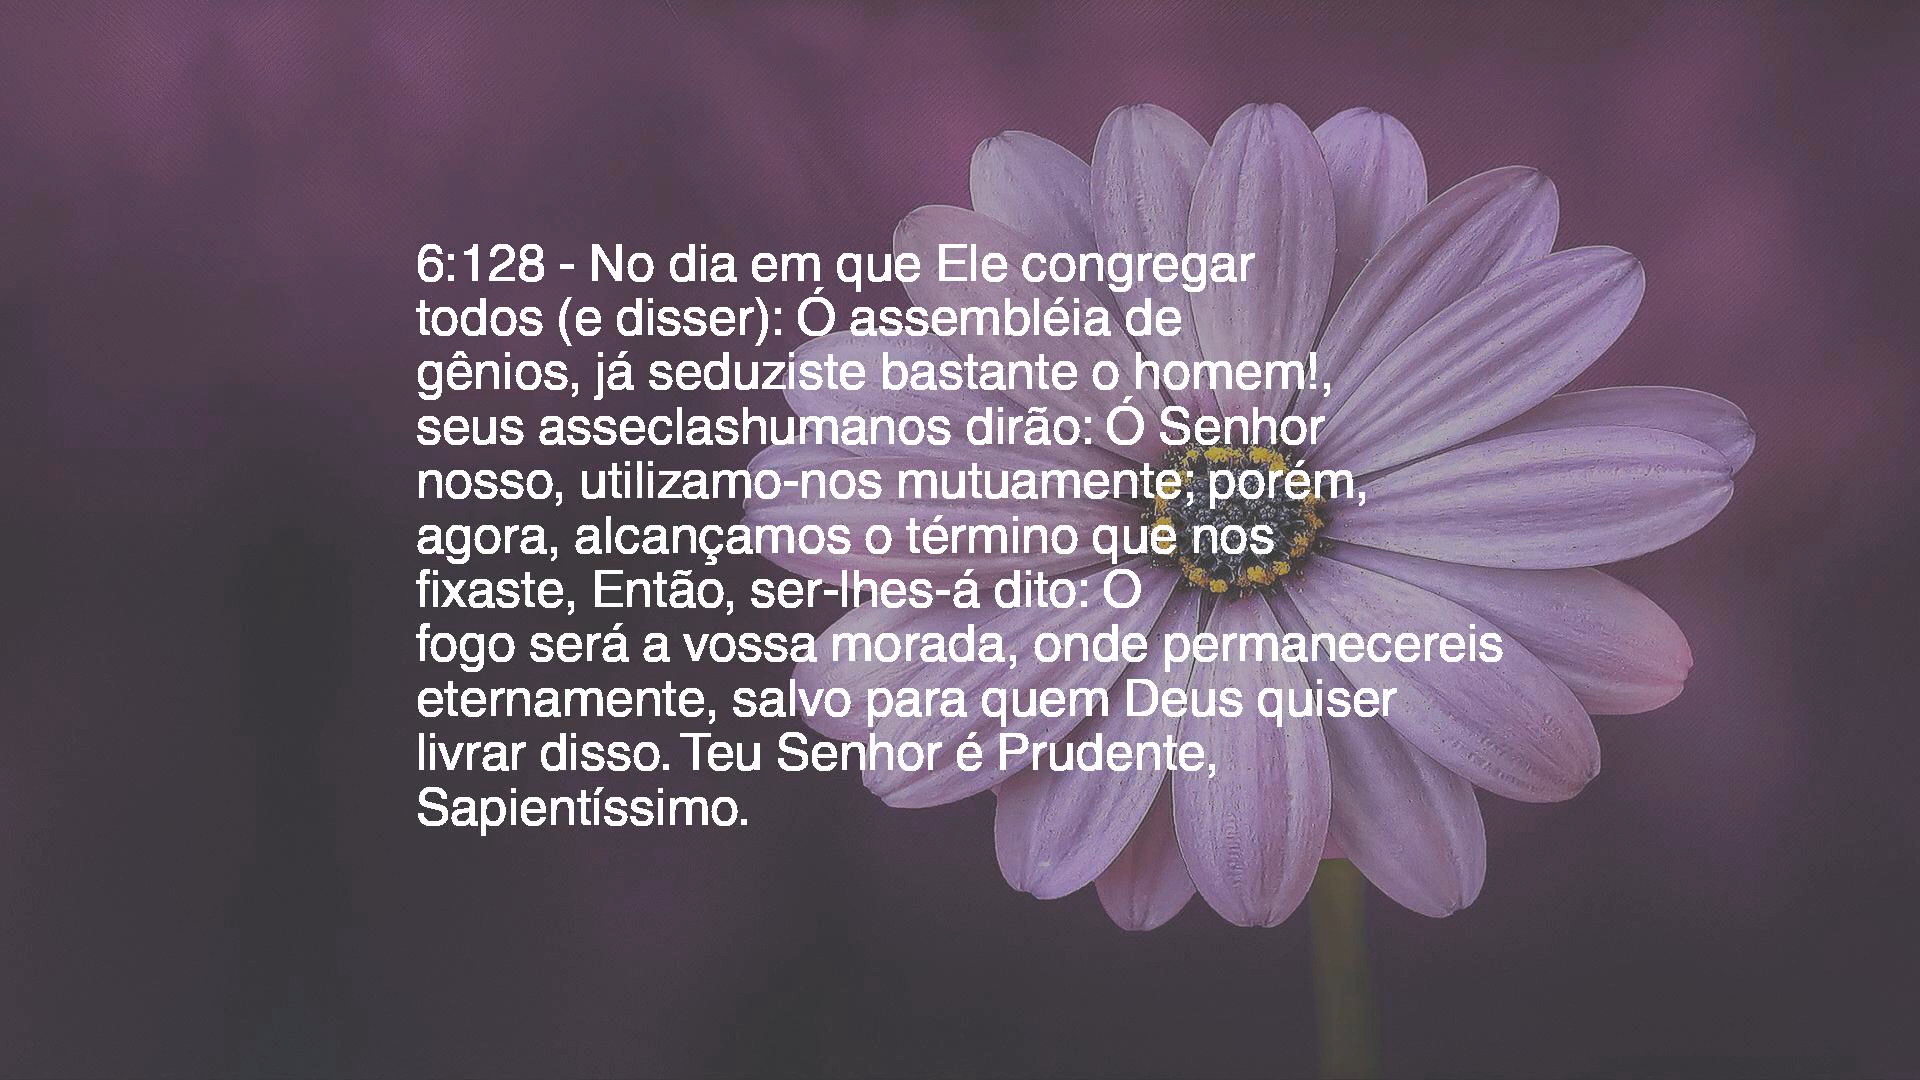 6:128 - No dia em que Ele congregar
todos (e disser): Ó assembléia de
gênios, já seduziste bastante o homem!,
seus asseclashumanos dirão: Ó Senhor
nosso, utilizamo-nos mutuamente; porém,
agora, alcançamos o término que nos
fixaste, Então, ser-lhes-á dito: O
fogo será a vossa morada, onde permanecereis
eternamente, salvo para quem Deus quiser
livrar disso. Teu Senhor é Prudente,
Sapientíssimo.